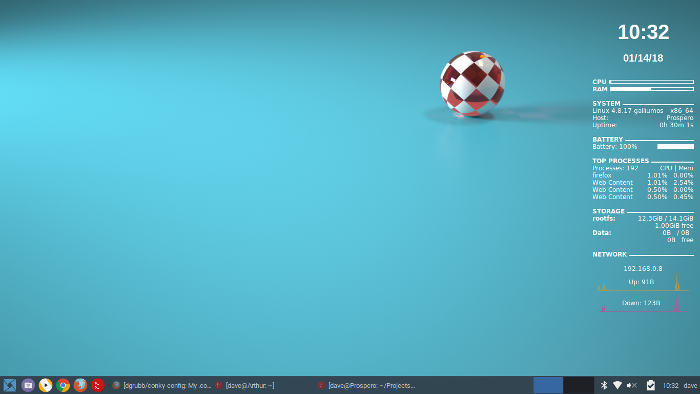 10:32
01/14/18
CPU
RAM
SYSTEM
Linux 4.8.17-galliumos x86_64
Host: Prospero
Uptime: 0h 30m 1s
BATTERY
Battery: 100%
TOP PROCESSES
Processes: 192 CPU | Mem
firefox 1.01% 0.00%
Web Content 1.01% 2.54%
Web Content 0.50% 0.00%
Web Content 0.50% 0.45%
STORAGE
rootfs: 12.3GiB / 14.1GiB
1.00GiB free
Data: 0B / 0B
0B free
NETWORK
192.168.0.8
Up: 91B
Down: 123B
[dgrubb/conky-config: My .co...
[dave@Arthur: ~]
[dave@Prospero: ~/Projects...
10:32 dave